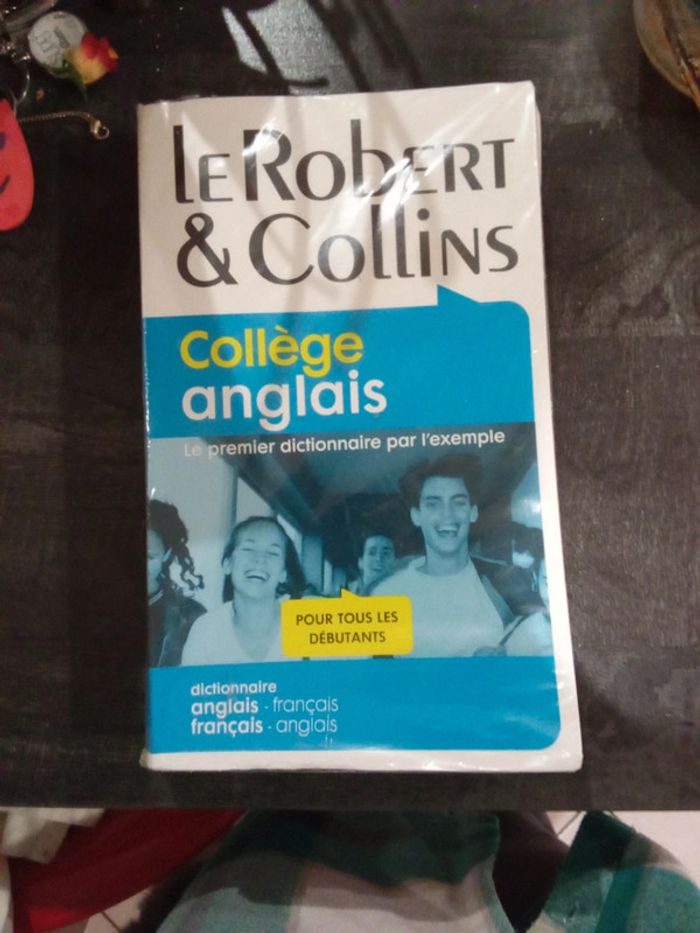 le Robert
& Collins
Collège
anglais
Le premier dictionnaire par l'exemple
POUR TOUS LES
DÉBUTANTS
dictionnaire
anglais - français
français - anglais